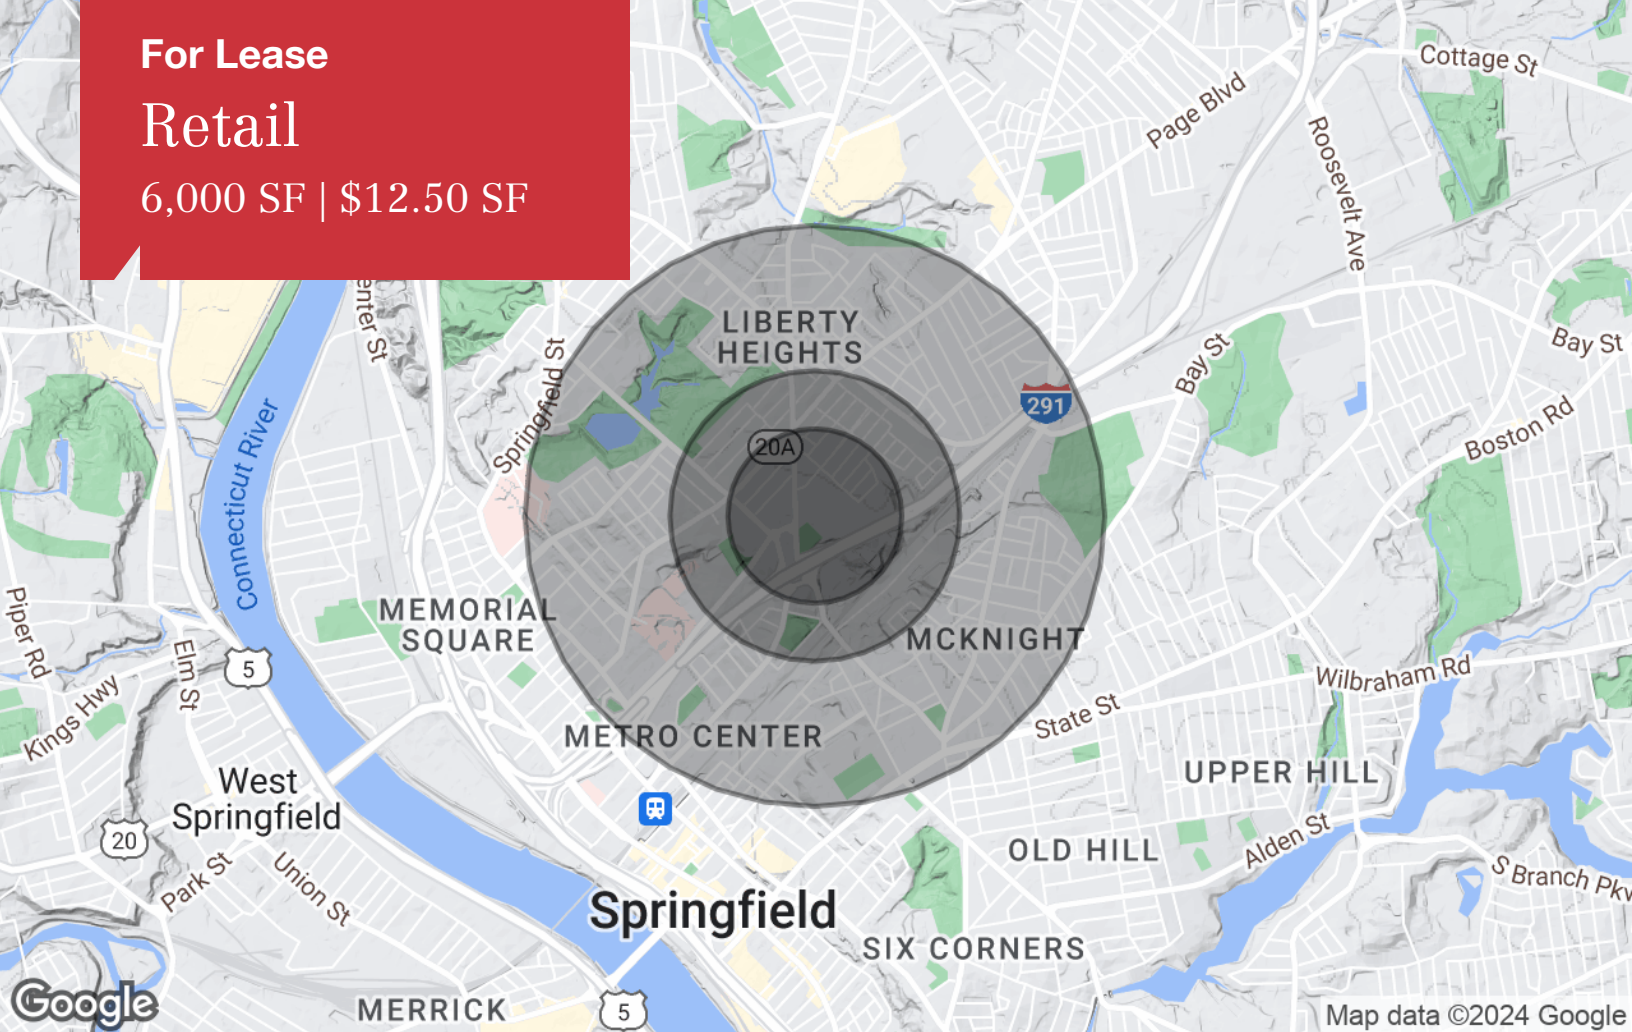 For Lease
Retail
6,000 SF | $12.50 SF
Cottage St
Page Blvd
Roosevelt Ave
enter St
LIBERTY
HEIGHTS
Springfield St
Bay St
Bay St
291
Boston Rd
20A
Connecticut River
MEMORIAL
SQUARE
MCKNIGHT
Piper Rd
Elm St
5
Kings Hwy
Wilbraham Rd
State St
METRO CENTER
UPPER HILL
West
Springfield
20
Park St
Union St
OLD HILL
Alden St
S Branch Pkw
Springfield
SIX CORNERS
MERRICK
5
Google
Map data ©2024 Google